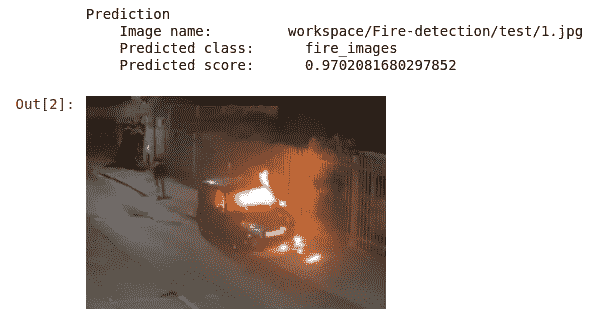 Prediction
Image name: workspace/Fire-detection/test/1.jpg
Predicted class: fire_images
Predicted score: 0.9702081680297852
Out[2]: